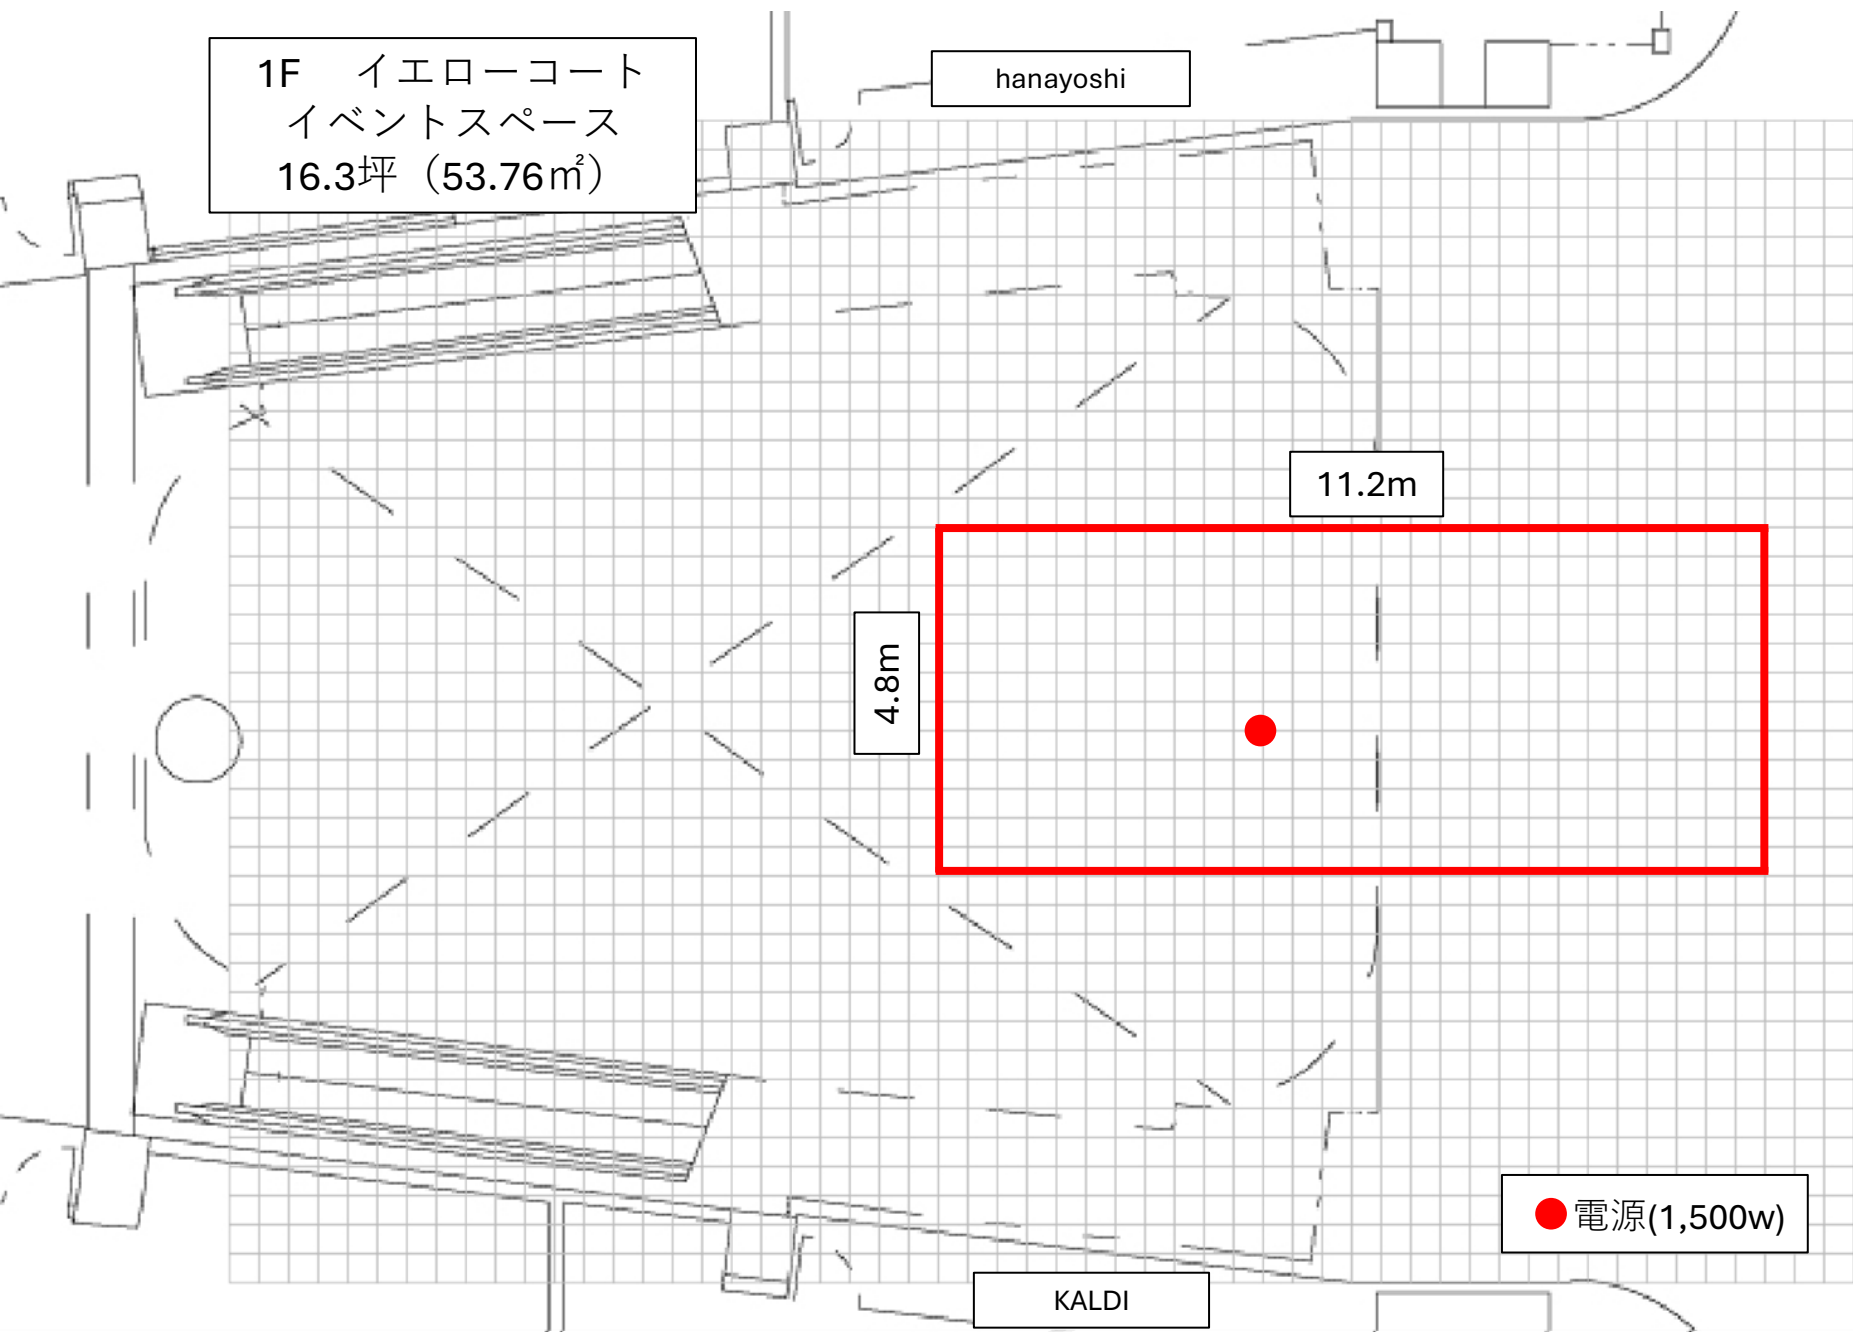 1F　イエローコート
イベントスペース
16.3坪（53.76㎡）
hanayoshi
11.2m
4.8m
電源(1,500w)
KALDI